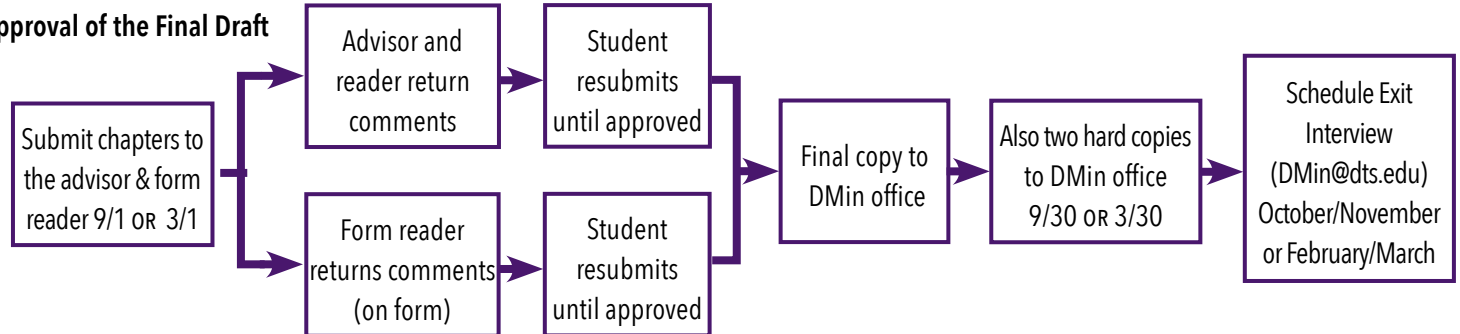 pproval of the Final Draft
Submit chapters to
the advisor & form
reader 9/1 OR 3/1
Advisor and
reader return
comments
Student
resubmits
until approved
Form reader
returns comments
(on form)
Student
resubmits
until approved
Final copy to
DMin office
Also two hard copies
to DMin office
9/30 OR 3/30
Schedule Exit
Interview
(DMin@dts.edu)
October/November
or February/March